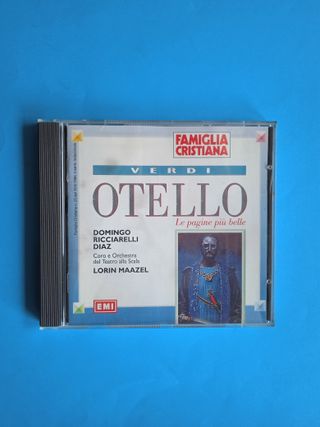 FAMIGLIA
CRISTIANA
VERDI
OTELLO
Le pagine più belle
DOMINGO
RICCIARELLI
DIAZ
Coro e Orchestra
del Teatro alla Scala
LORIN MAAZEL
EMI